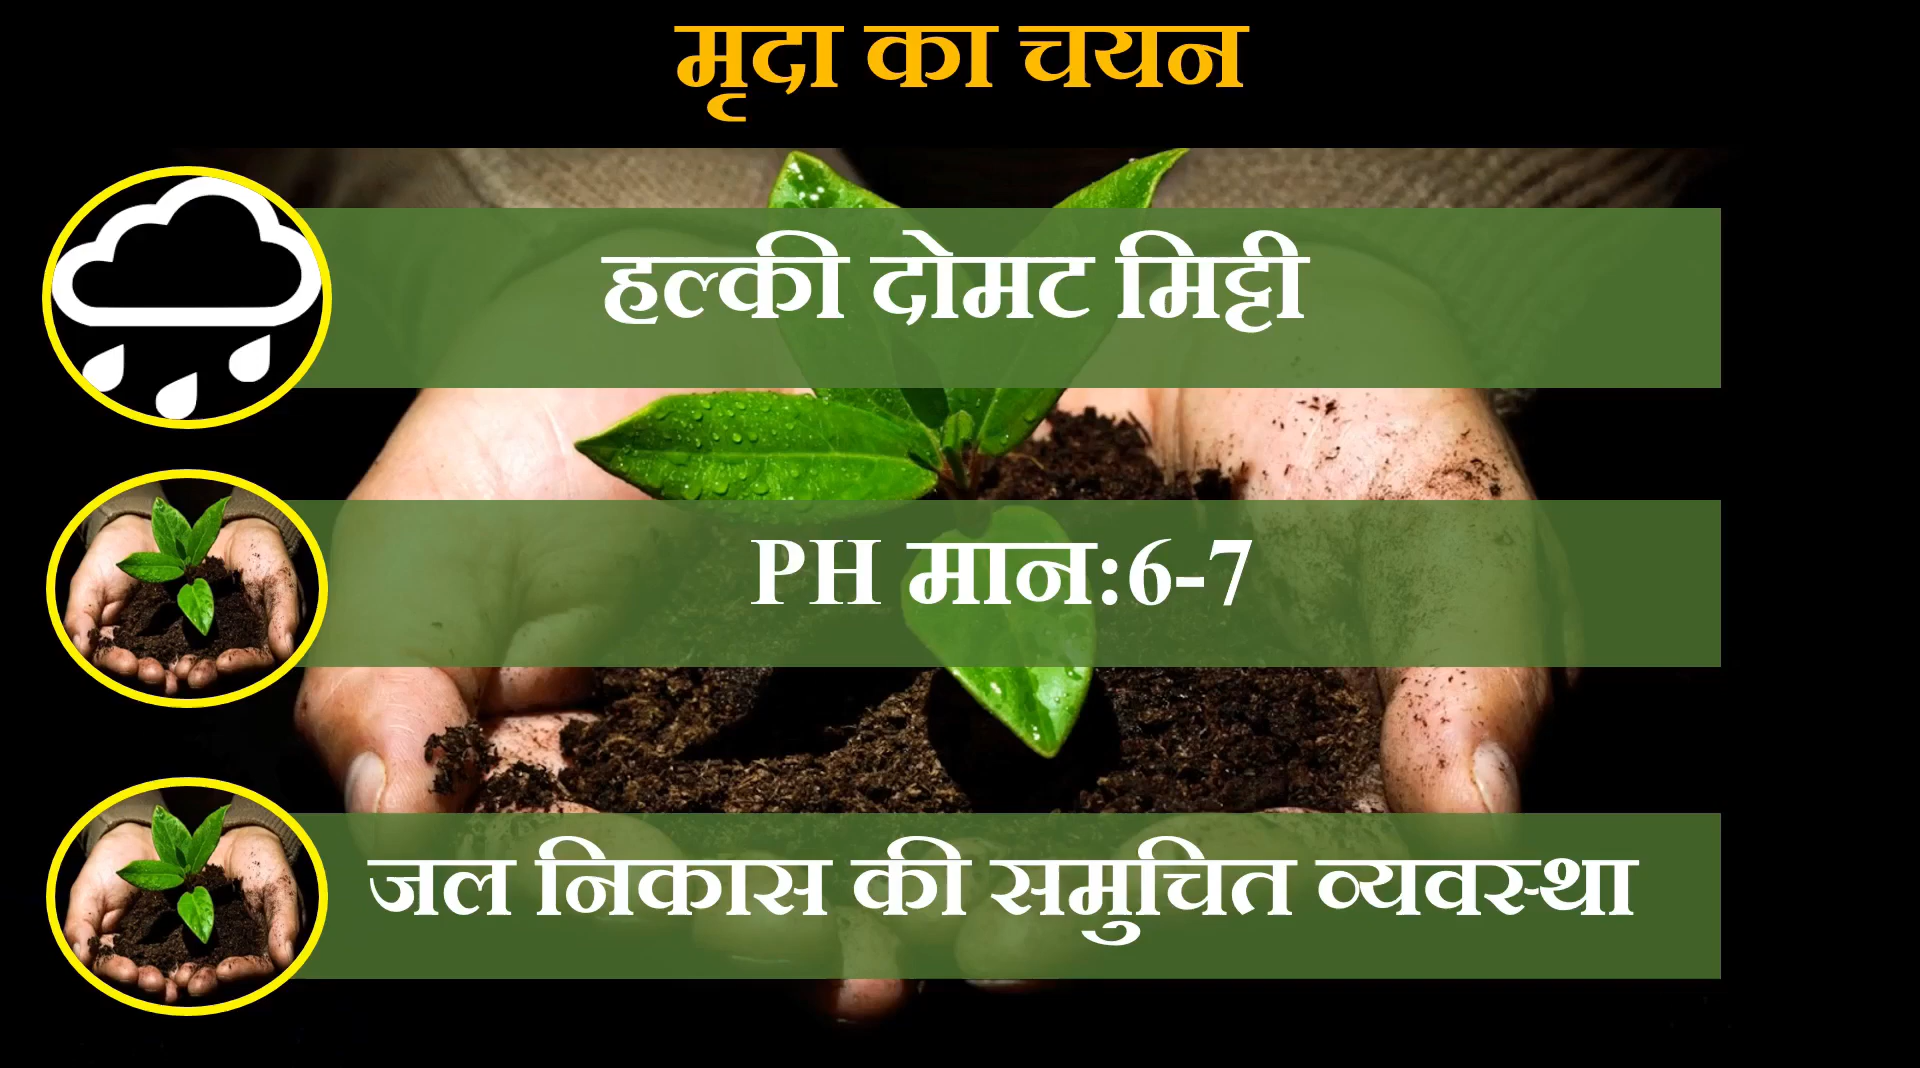 मृदा का चयन
हल्की दोमट मिट्टी
PH मान:6-7
जल निकास की समुचित व्यवस्था